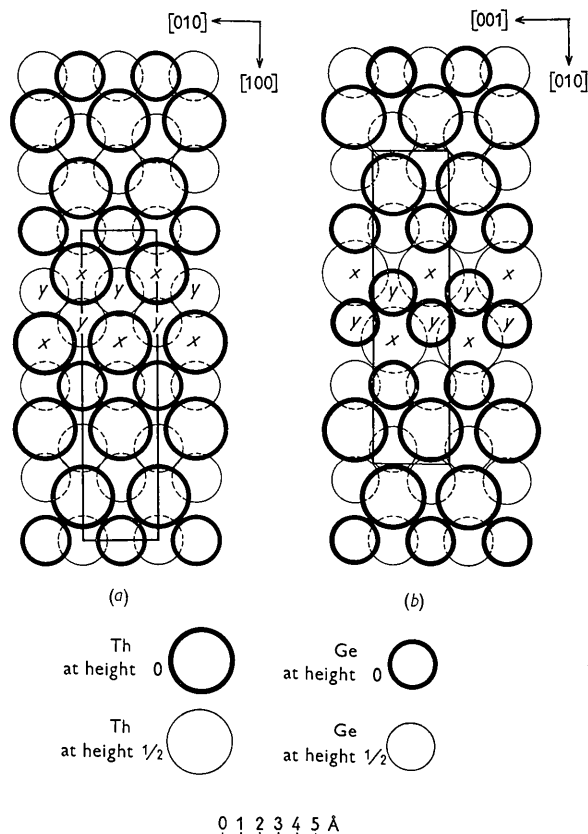 [010]
[100]
[001]
[010]
x x
y y y
y y
x x x
x x x
y y
y y y
x x
(a)
(b)
Th
at height 0
Ge
at height 0
Th
at height 1/2
Ge
at height 1/2
0 1 2 3 4 5 Å